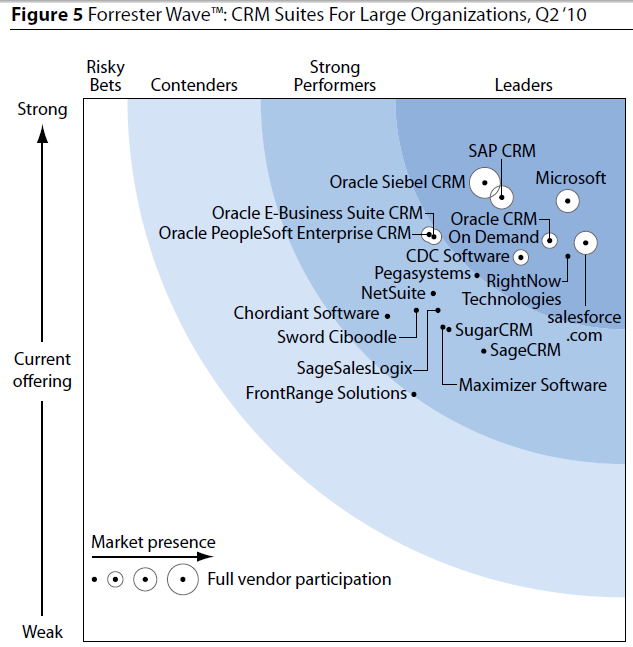 Figure 5 Forrester Wave™: CRM Suites For Large Organizations, Q2 ’10
Risky
Bets
Contenders
Strong
Performers
Leaders
Strong
SAP CRM
Oracle Siebel CRM
Microsoft
Oracle E-Business Suite CRM
Oracle CRM
On Demand
Oracle PeopleSoft Enterprise CRM
CDC Software
Pegasystems
RightNow
Technologies
NetSuite
Chordiant Software
salesforce
.com
Sword Ciboodle
SugarCRM
SageCRM
SageSalesLogix
Maximizer Software
FrontRange Solutions
Current
offering
Market presence
Full vendor participation
Weak